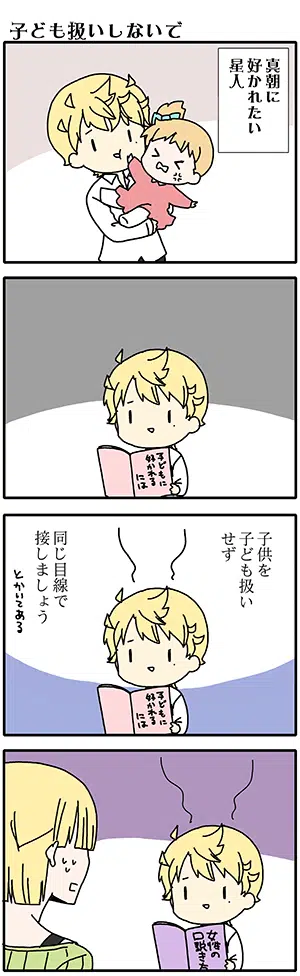 子ども扱いしないで
真朝に
好かれたい
星人
子どもに
好かれる
には
子供を
子ども扱い
せず
同じ目線で
接しましょう
とかいてある
子どもに
好かれる
には
女性の
口説き方